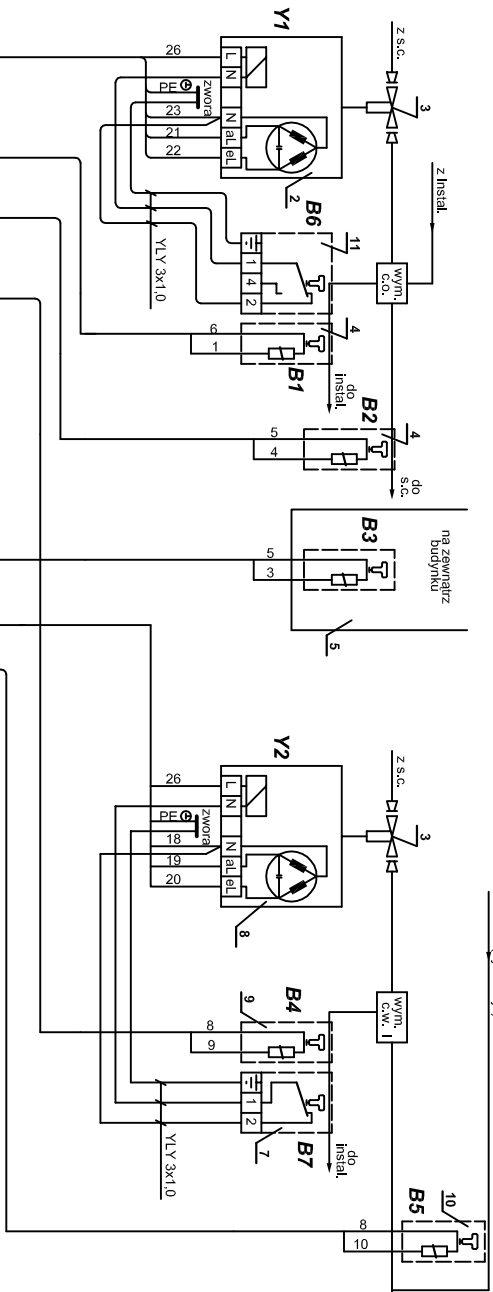 Y1
z s.c.
3
z Instal.
26
L
N
PE
zwora
23
N
21
aL
22
eL
2
B6
11
wym.
c.o.
1
4
2
YLY 3x1,0
6
1
4
B1
do
instal.
B2
4
5
4
do
s.c.
B3
na zewnątrz
budynku
5
3
5
Y2
z s.c.
3
26
L
N
PE
zwora
18
N
19
aL
20
eL
8
wym.
c.w. I
B4
9
8
9
1
2
B7
7
do
instal.
YLY 3x1,0
B5
10
8
10